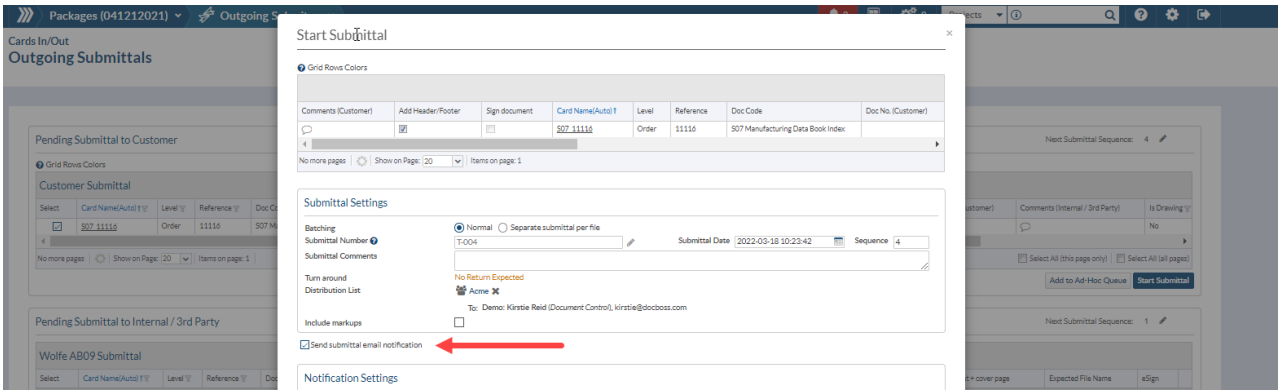 Packages (041212021)
Outgoing S
Cards In/Out
Outgoing Submittals
Start Submittal
Grid Rows Colors
Comments (Customer) Add Header/Footer Sign document Card Name(Auto) Level Reference Doc Code Doc No. (Customer)
S07 11116 Order 11116 S07 Manufacturing Data Book Index
No more pages Show on Page: 20 Items on page: 1
Submittal Settings
Batching Normal Separate submittal per file
Submittal Number T-004 Submittal Date 2022-03-18 10:23:42 Sequence 4
Submittal Comments
Turn around No Return Expected
Distribution List Acme
To: Demo: Kirstie Reid (Document Control), kirstie@docboss.com
Include markups
Send submittal email notification
Notification Settings
Pending Submittal to Customer
Next Submittal Sequence: 4
Grid Rows Colors
Customer Submittal
Select Card Name(Auto) Level Reference Doc C
Comments (Internal / 3rd Party) Is Drawing
S07 11116 Order 11116 S07 M
No
No more pages Show on Page: 20 Items on page: 1
Select All (this page only) Select All (all pages)
Add to Ad-Hoc Queue Start Submittal
Pending Submittal to Internal / 3rd Party
Next Submittal Sequence: 1
Wolfe AB09 Submittal
Select Card Name(Auto) Level Reference Doc
t + cover page Expected File Name eSign